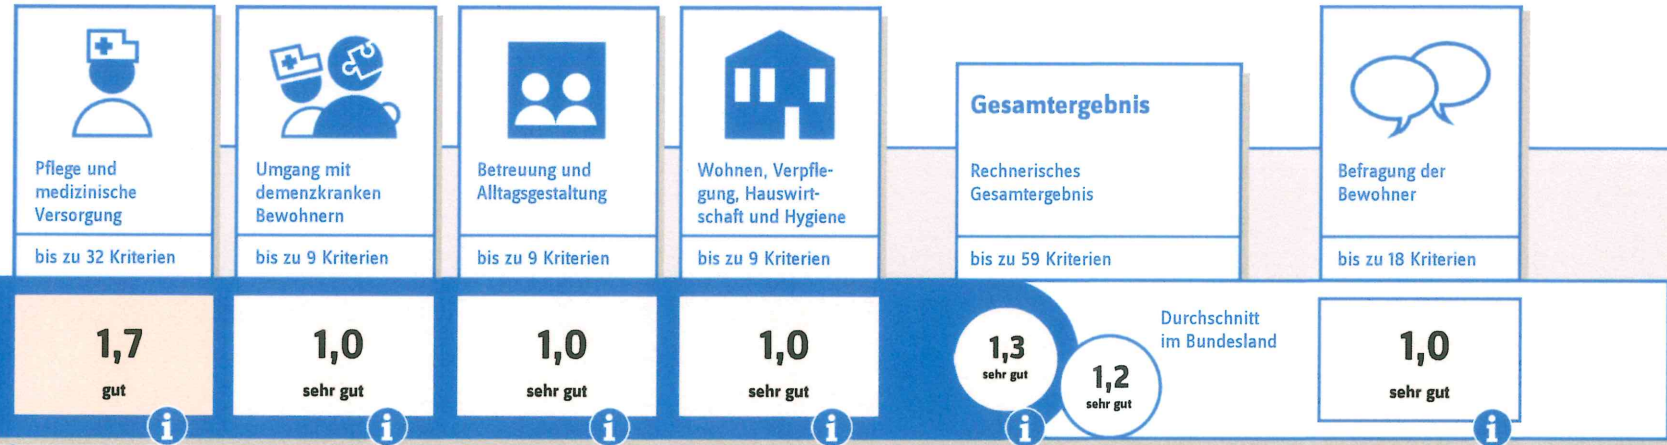 Pflege und
medizinische
Versorgung
bis zu 32 Kriterien
1,7
gut
i
Umgang mit
demenzkranken
Bewohnern
bis zu 9 Kriterien
1,0
sehr gut
i
Betreuung und
Alltagsgestaltung
bis zu 9 Kriterien
1,0
sehr gut
i
Wohnen, Verpfle-
gung, Hauswirt-
schaft und Hygiene
bis zu 9 Kriterien
1,0
sehr gut
i
Gesamtergebnis
Rechnerisches
Gesamtergebnis
bis zu 59 Kriterien
1,3
sehr gut
i
1,2
sehr gut
Durchschnitt
im Bundesland
Befragung der
Bewohner
bis zu 18 Kriterien
1,0
sehr gut
i